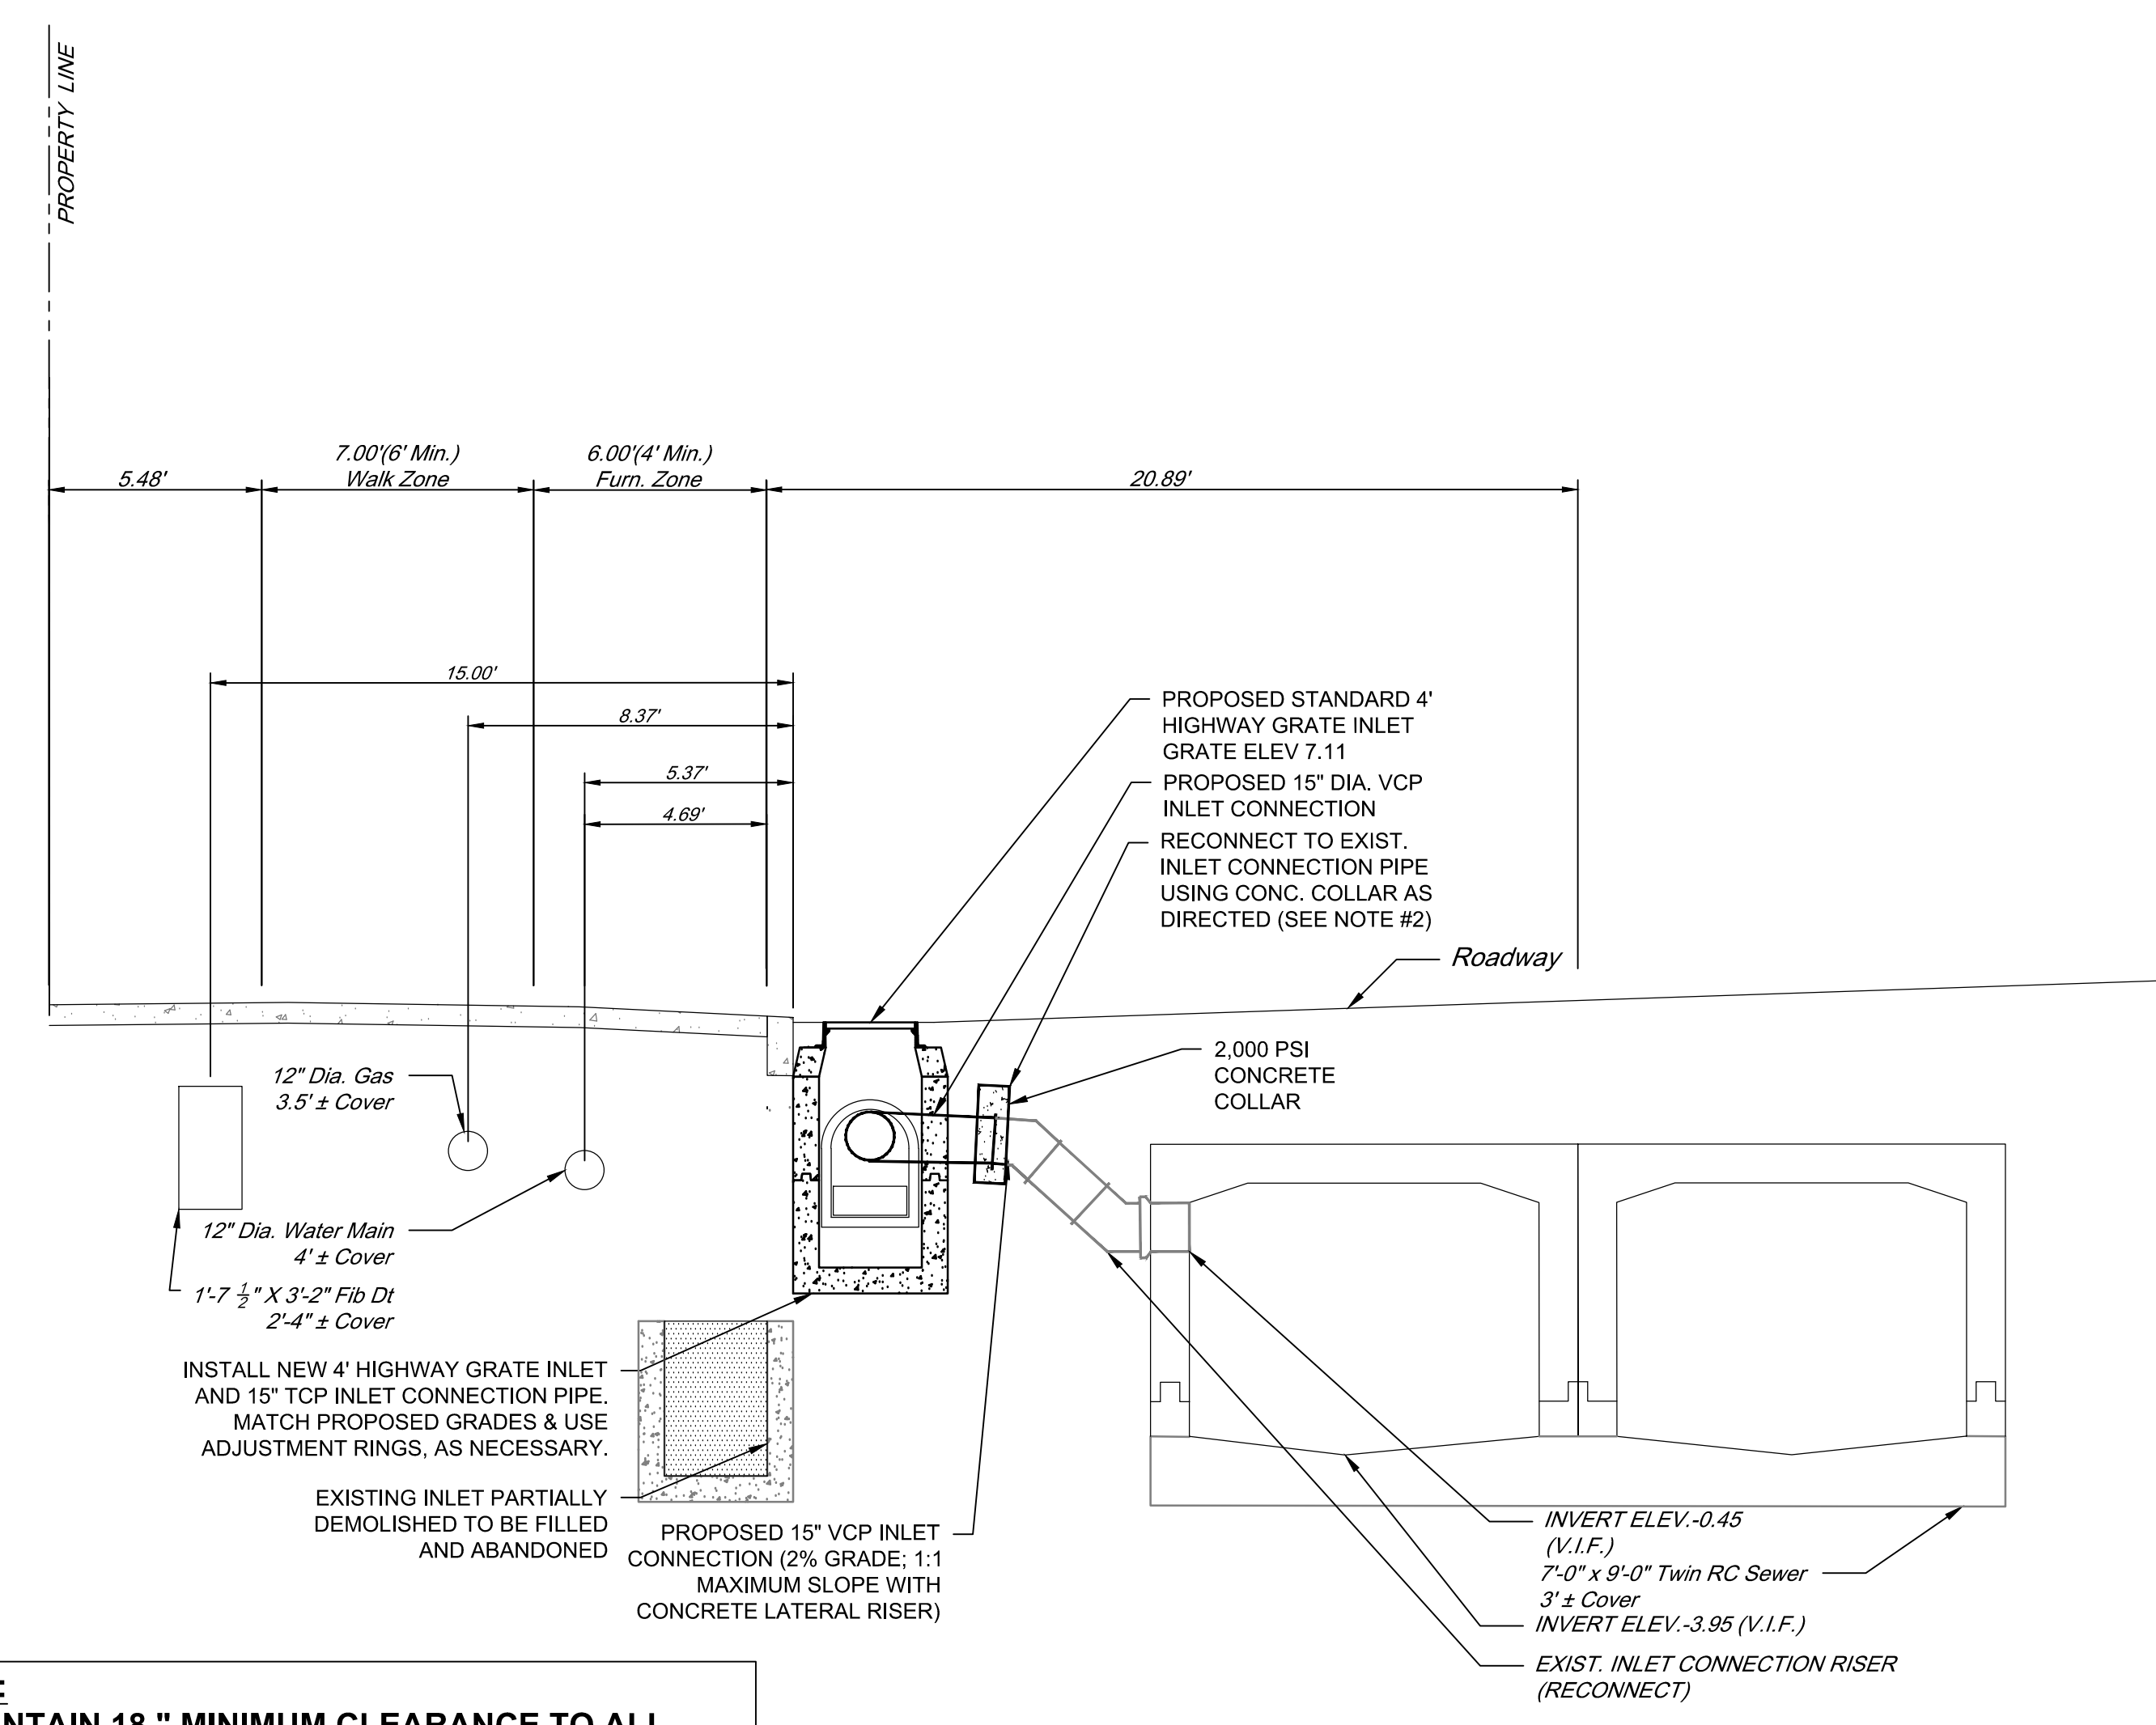 PROPERTY LINE
5.48'
7.00'(6' Min.)
Walk Zone
6.00'(4' Min.)
Furn. Zone
20.89'
15.00'
8.37'
5.37'
4.69'
PROPOSED STANDARD 4'
HIGHWAY GRATE INLET
GRATE ELEV 7.11
PROPOSED 15" DIA. VCP
INLET CONNECTION
RECONNECT TO EXIST.
INLET CONNECTION PIPE
USING CONC. COLLAR AS
DIRECTED (SEE NOTE #2)
Roadway
2,000 PSI
CONCRETE
COLLAR
12" Dia. Gas
3.5' ± Cover
12" Dia. Water Main
4' ± Cover
1'-7 1/2" X 3'-2" Fib Dt
2'-4" ± Cover
INSTALL NEW 4' HIGHWAY GRATE INLET
AND 15" TCP INLET CONNECTION PIPE.
MATCH PROPOSED GRADES & USE
ADJUSTMENT RINGS, AS NECESSARY.
EXISTING INLET PARTIALLY
DEMOLISHED TO BE FILLED
AND ABANDONED
PROPOSED 15" VCP INLET
CONNECTION (2% GRADE; 1:1
MAXIMUM SLOPE WITH
CONCRETE LATERAL RISER)
INVERT ELEV.-0.45
(V.I.F.)
7'-0" x 9'-0" Twin RC Sewer
3' ± Cover
INVERT ELEV.-3.95 (V.I.F.)
EXIST. INLET CONNECTION RISER
(RECONNECT)
18 " MINIMUM CLEARANCE TO ALL